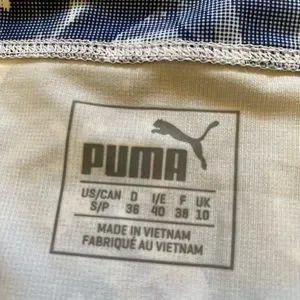 PUMA
US/CAN D I/E F UK
S/P 36 40 38 10
MADE IN VIETNAM
FABRIQUÉ AU VIETNAM